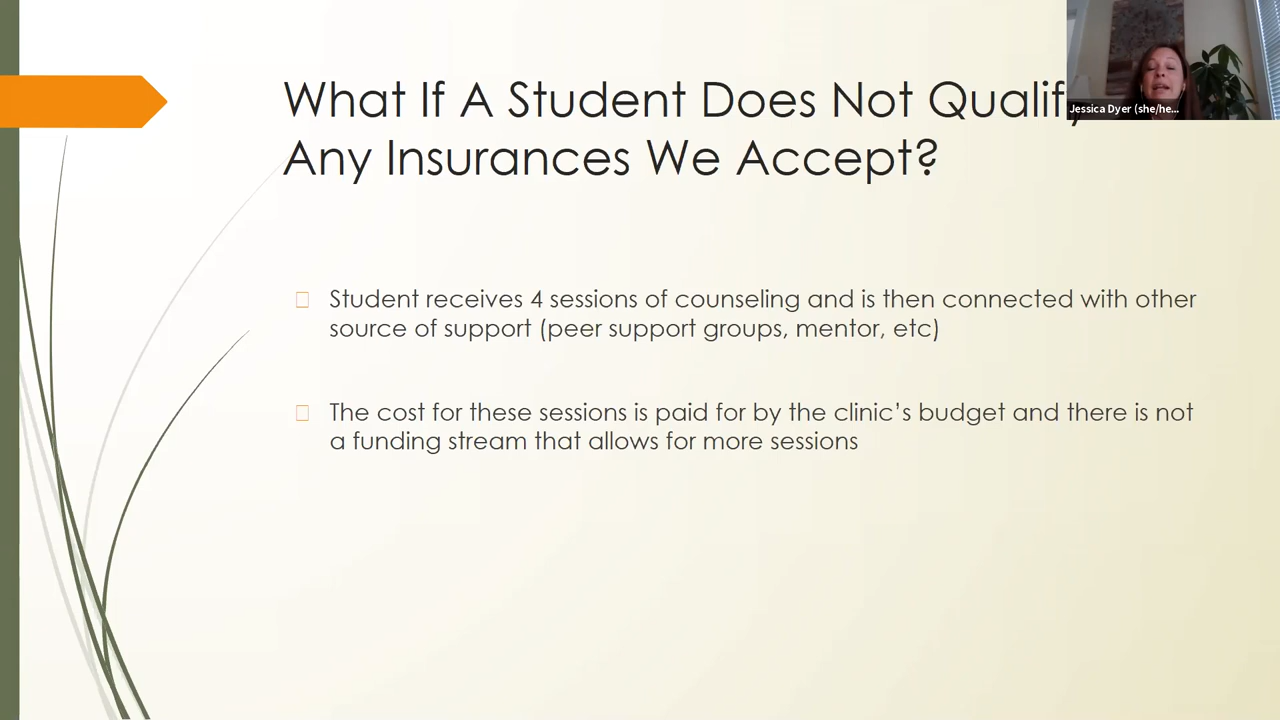 What If A Student Does Not Qualify
Any Insurances We Accept?
Jessica Dyer (she/he...
Student receives 4 sessions of counseling and is then connected with other
source of support (peer support groups, mentor, etc)
The cost for these sessions is paid for by the clinic's budget and there is not
a funding stream that allows for more sessions